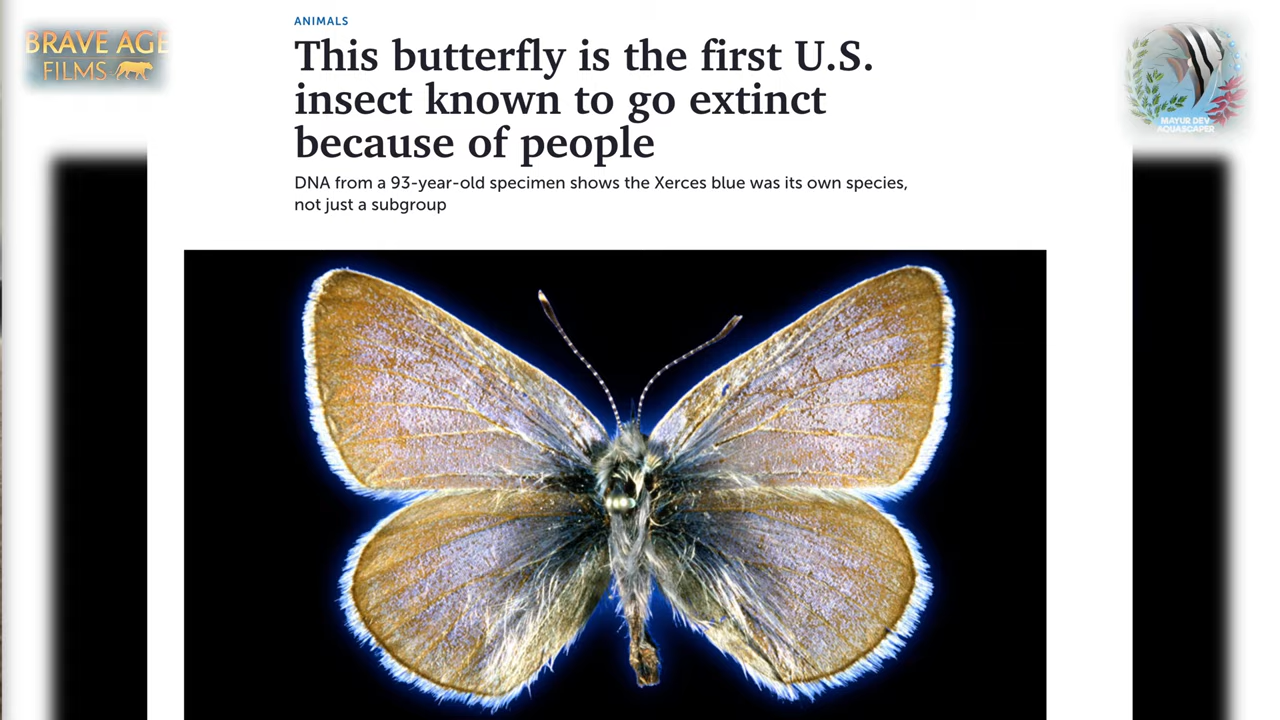 BRAVE AGE
FILMS
ANIMALS
This butterfly is the first U.S.
insect known to go extinct
because of people
DNA from a 93-year-old specimen shows the Xerces blue was its own species,
not just a subgroup
MAYUR DEV
AQUASCAPER